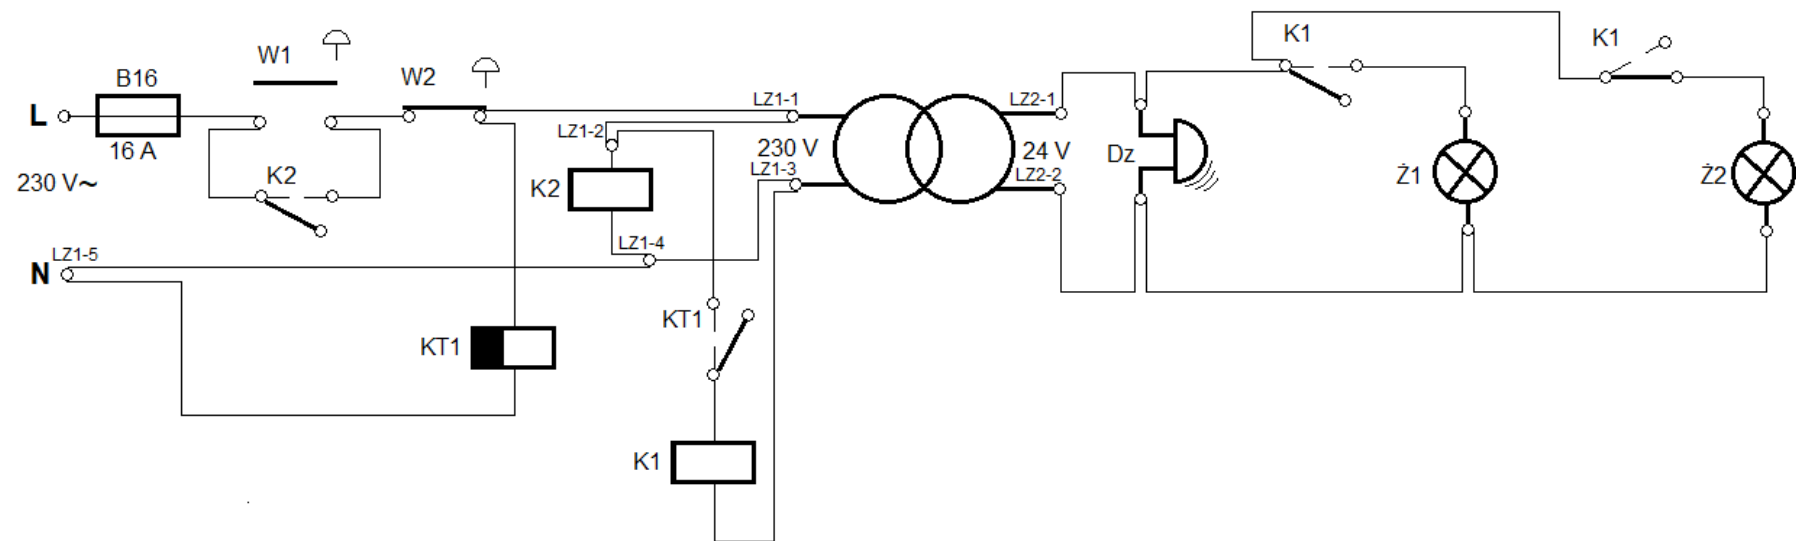 W1
B16
W2
L
16 A
230 V~
K2
LZ1-5
N
KT1
LZ1-1
LZ1-2
230 V
LZ1-3
K2
LZ1-4
KT1
K1
LZ2-1
24 V
LZ2-2
Dz
K1
K1
Ż1
Ż2